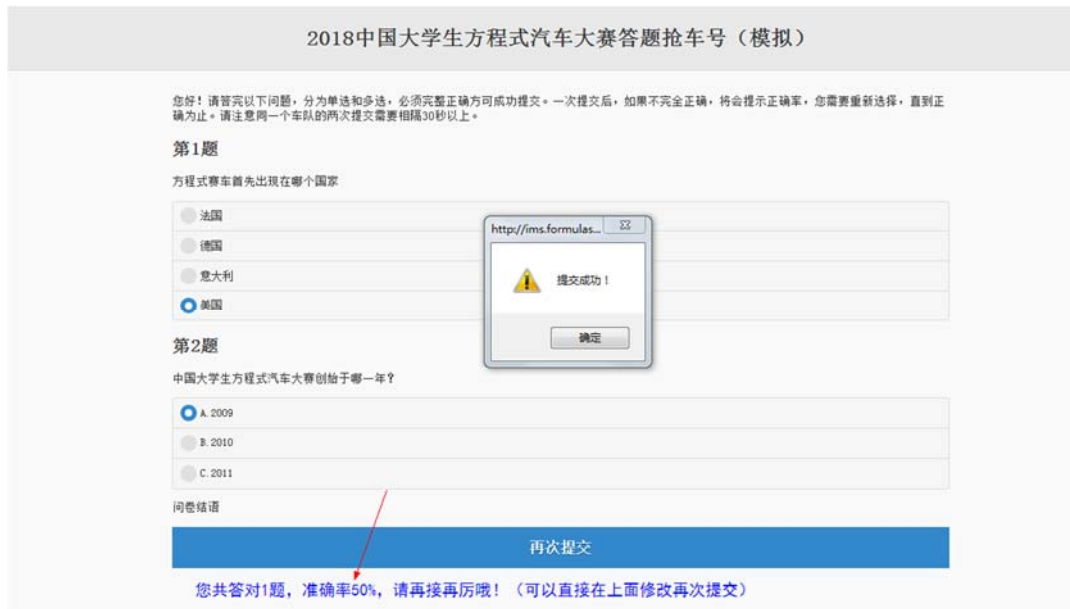 2018中国大学生方程式汽车大赛答题抢车号（模拟）
您好！请答完以下问题，分为单选和多选，必须完整正确方可成功提交。一次提交后，如果不完全正确，将会提示正确率，您需要重新选择，直到正
确为止。请注意同一个车队的两次提交需要相隔30秒以上。
第1题
方程式赛车首先出现在哪个国家
法国
德国
意大利
美国
http://ims.formulas...
提交成功！
确定
第2题
中国大学生方程式汽车大赛创始于哪一年？
A. 2009
B. 2010
C. 2011
问卷结语
再次提交
您共答对1题，准确率50%，请再接再厉哦！（可以直接在上面修改再次提交）